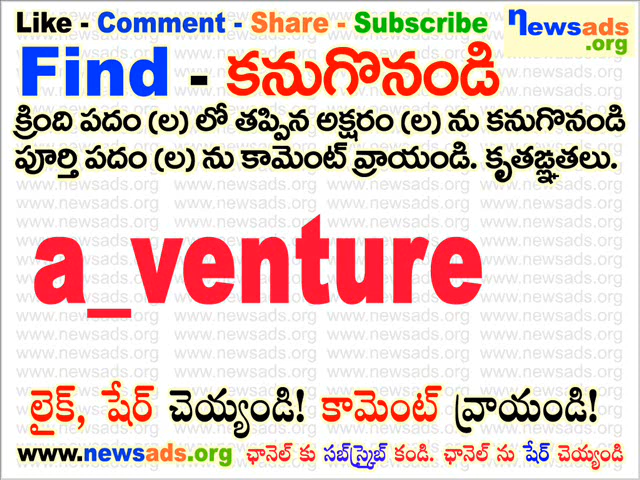 Like - Comment - Share - Subscribe
newsads
.org
Find - కనుగొనండి
క్రింది పదం (ల) లో తప్పిన అక్షరం (ల) ను కనుగొనండి
పూర్తి పదం (ల) ను కామెంట్ వ్రాయండి. కృతఙ్ఞతలు.
a_venture
లైక్, షేర్ చెయ్యండి! కామెంట్ వ్రాయండి!
www.newsads.org ఛానెల్ కు సబ్‌స్క్రైబ్ కండి. ఛానెల్ ను షేర్ చెయ్యండి